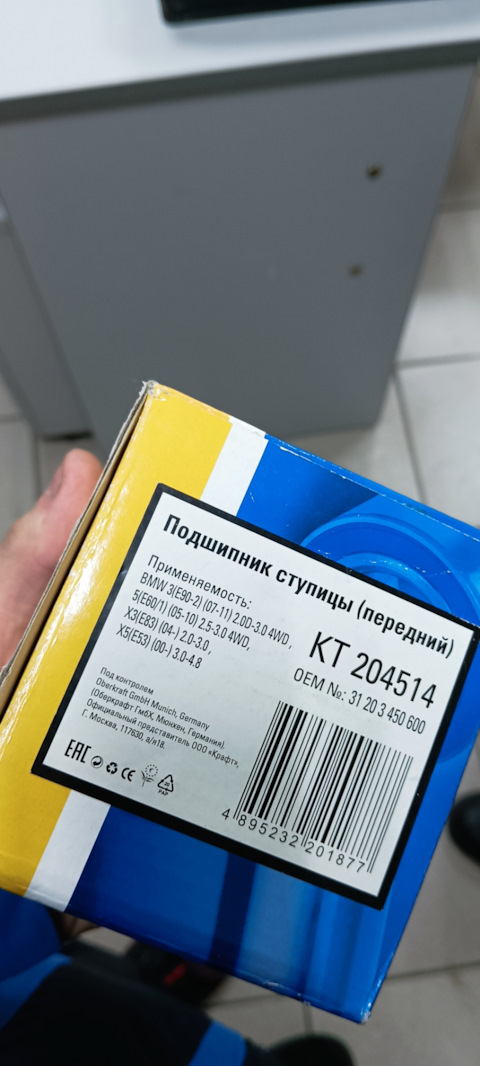 Подшипник ступицы (передний)
Применяемость:
BMW 3(E90-2) (07-11) 2.0D-3.0 4WD,
5(E60/1) (05-10) 2.5-3.0 4WD,
X3(E83) (04-) 2.0-3.0,
X5(E53) (00-) 3.0-4.8
KT 204514
OEM №: 31 20 3 450 600
Под контролем
Oberkraft GmbH Munich, Germany
(Оберкрафт ГмбХ, Мюнхен, Германия).
Официальный представитель ООО «Крафт»,
г. Москва, 117630, а/я18.
EAC
CE
PAP
4 895232 201877